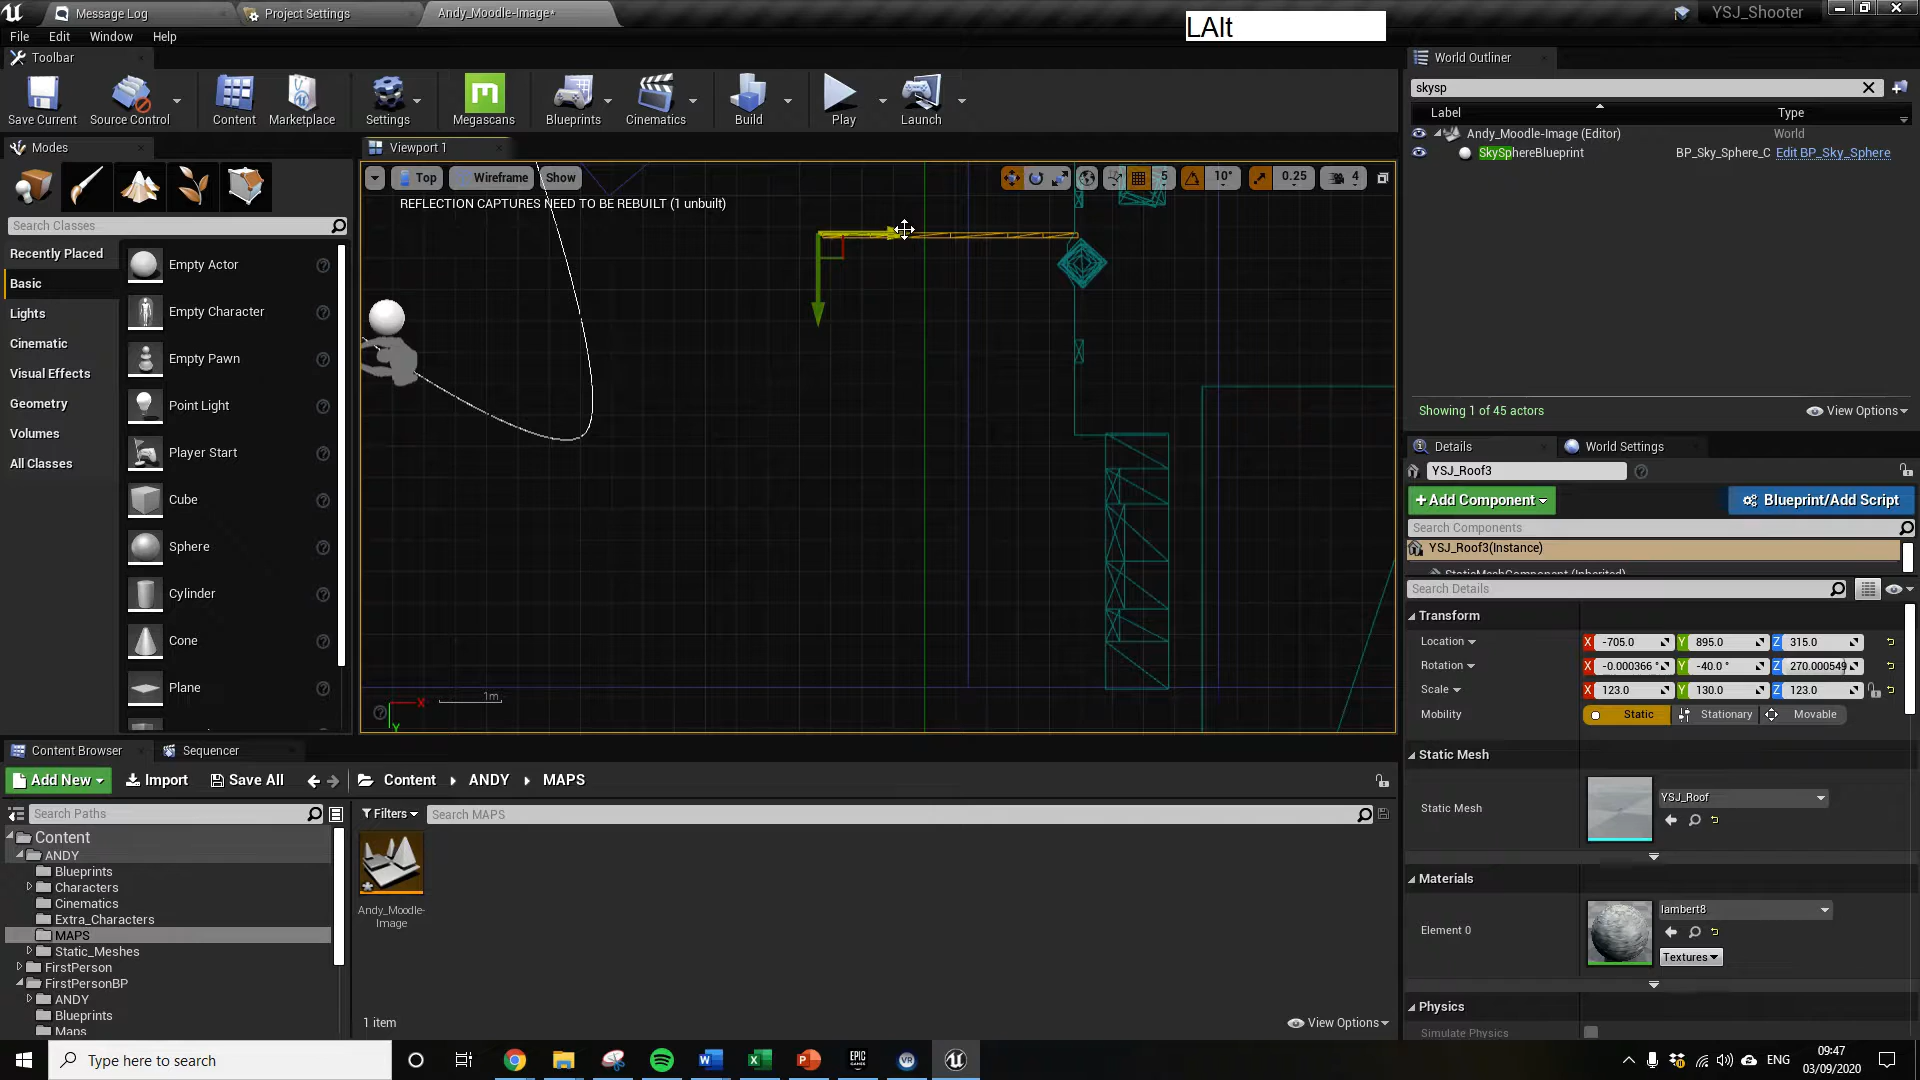 Message Log
Project Settings
Andy_Moodle-Image*
LAlt
YSJ_Shooter
File
Edit
Window
Help
Toolbar
World Outliner
Save Current
Source Control
Content
Marketplace
Settings
Megascans
Blueprints
Cinematics
Build
Play
Launch
skysp
Label
Type
Andy_Moodle-Image (Editor)
World
SkySphereBlueprint
BP_Sky_Sphere_C
Edit BP_Sky_Sphere
Modes
Viewport 1
Top
Wireframe
Show
5
10°
0.25
4
REFLECTION CAPTURES NEED TO BE REBUILT (1 unbuilt)
Search Classes
Recently Placed
Basic
Lights
Cinematic
Visual Effects
Geometry
Volumes
All Classes
Empty Actor
Empty Character
Empty Pawn
Point Light
Player Start
Cube
Sphere
Cylinder
Cone
Plane
1m
X
Y
Showing 1 of 45 actors
View Options
Details
World Settings
YSJ_Roof3
+Add Component
Blueprint/Add Script
Search Components
YSJ_Roof3(Instance)
StaticMeshComponent (Inherited)
Search Details
Transform
Location
X -705.0
Y 895.0
Z 315.0
Rotation
X -0.000366 °
Y -40.0 °
Z 270.000549
Scale
X 123.0
Y 130.0
Z 123.0
Mobility
Static
Stationary
Movable
Static Mesh
Static Mesh
YSJ_Roof
Materials
Element 0
lambert8
Textures
Physics
Simulate Physics
Content Browser
Sequencer
Add New
Import
Save All
Content
ANDY
MAPS
Search Paths
Filters
Search MAPS
Content
ANDY
Blueprints
Characters
Cinematics
Extra_Characters
MAPS
Static_Meshes
FirstPerson
FirstPersonBP
ANDY
Blueprints
Maps
Andy_Moodle-
Image
1 item
View Options
Type here to search
EPIC
GAMES
ENG
09:47
03/09/2020